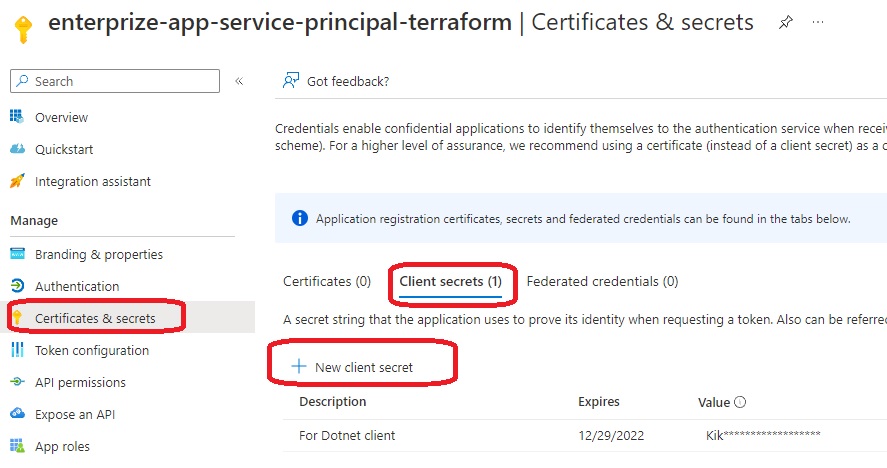 enterprize-app-service-principal-terraform | Certificates & secrets
Search
«
Got feedback?
Overview
Quickstart
Integration assistant
Credentials enable confidential applications to identify themselves to the authentication service when
scheme). For a higher level of assurance, we recommend using a certificate (instead of a client secret) as a
Manage
Application registration certificates, secrets and federated credentials can be found in the tabs below.
Branding & properties
Authentication
Certificates & secrets
Token configuration
API permissions
Expose an API
App roles
Certificates (0)
Client secrets (1)
Federated credentials (0)
A secret string that the application uses to prove its identity when requesting a token. Also can be referred
New client secret
Description
Expires
Value
For Dotnet client
12/29/2022
Kik******************